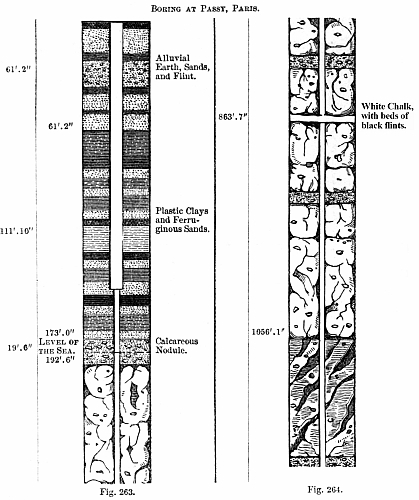 BORING AT PASSY, PARIS.
61'.2"
Alluvial
Earth, Sands,
and Flint.
61'.2"
111'.10"
Plastic Clays
and Ferru-
ginous Sands.
173'.0"
LEVEL OF
THE SEA.
192'.6"
19'.6"
Calcareous
Nodule.
Fig. 263.
863'.7"
White Chalk,
with beds of
black flints.
1056'.1"
Fig. 264.